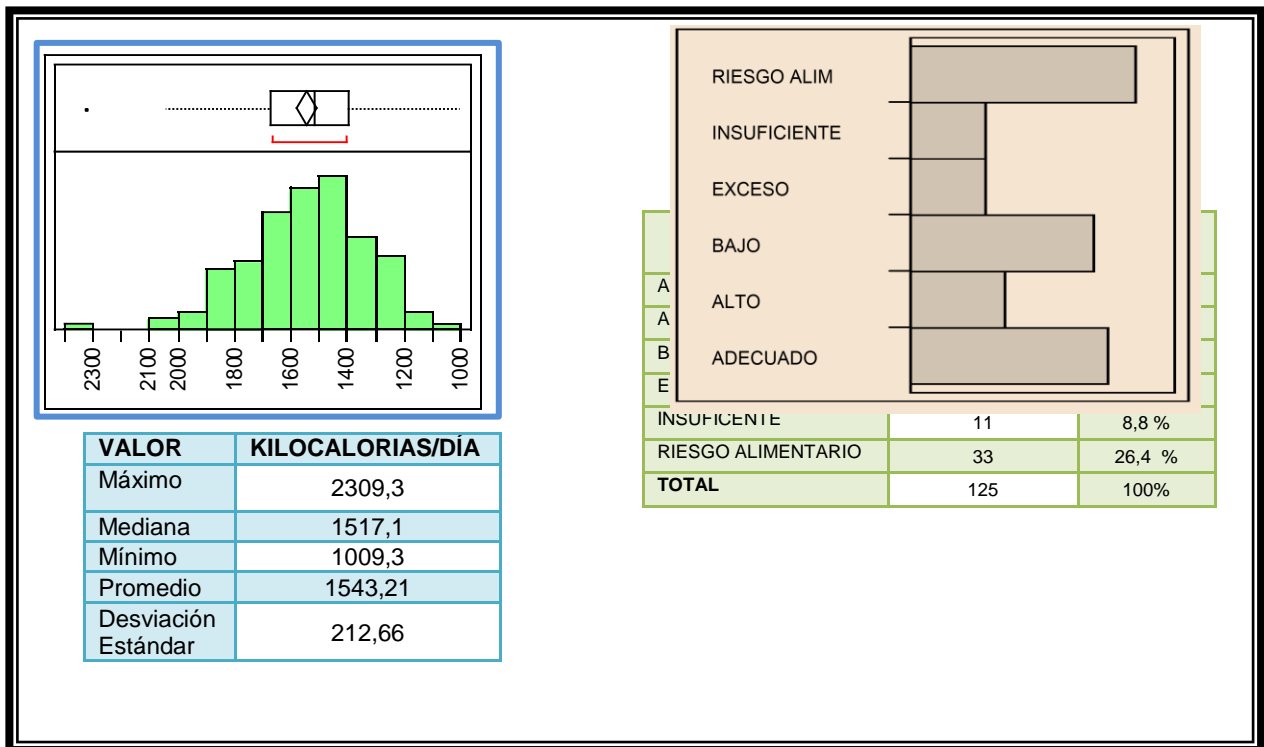 2300
2100
2000
1800
1600
1400
1200
1000
VALOR KILOCALORIAS/DÍA
Máximo 2309,3
Mediana 1517,1
Mínimo 1009,3
Promedio 1543,21
Desviación
Estándar 212,66
RIESGO ALIM
INSUFICIENTE
EXCESO
BAJO
ALTO
ADECUADO
A
A
B
E
INSUFICENTE 11 8,8 %
RIESGO ALIMENTARIO 33 26,4 %
TOTAL 125 100%